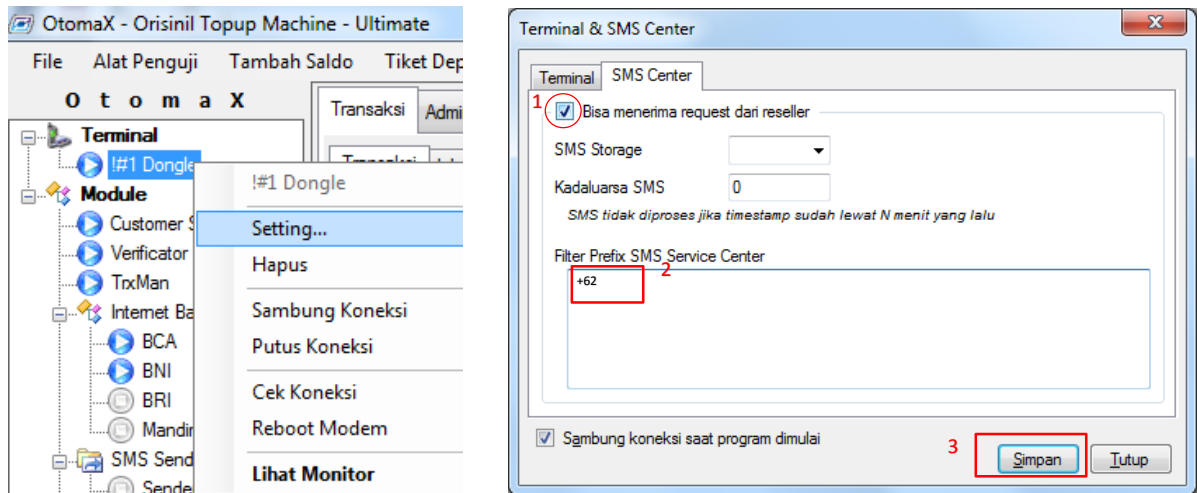 OtomaX - Orisinil Topup Machine - Ultimate
File Alat Penguji Tambah Saldo Tiket Dep
O t o m a X
Transaksi Admi
Terminal
!#1 Dongle
Module
Customer S
Verificator
TrxMan
Internet Ba
BCA
BNI
BRI
Mandir
SMS Send
Sende
!#1 Dongle
Setting...
Hapus
Sambung Koneksi
Putus Koneksi
Cek Koneksi
Reboot Modem
Lihat Monitor
Terminal & SMS Center
Terminal SMS Center
1 Bisa menerima request dari reseller
SMS Storage
Kadaluarsa SMS 0
SMS tidak diproses jika timestamp sudah lewat N menit yang lalu
Filter Prefix SMS Service Center
2
+62
Sambung koneksi saat program dimulai
3 Simpan Tutup